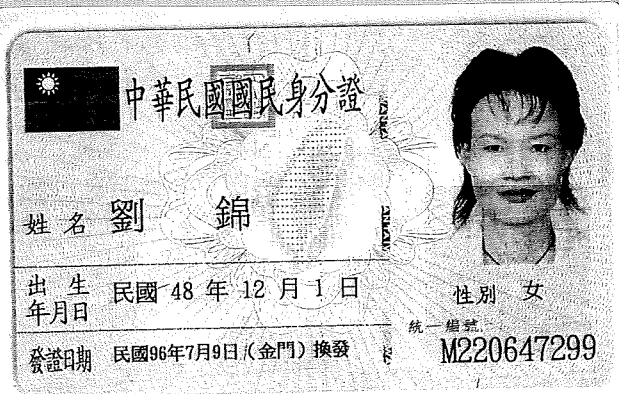 中華民國國民身分證
姓名 劉 錦
出生年月日 民國 48 年 12 月 1 日
性別 女
發證日期 民國96年7月9日(金門)換發
統一編號
M220647299